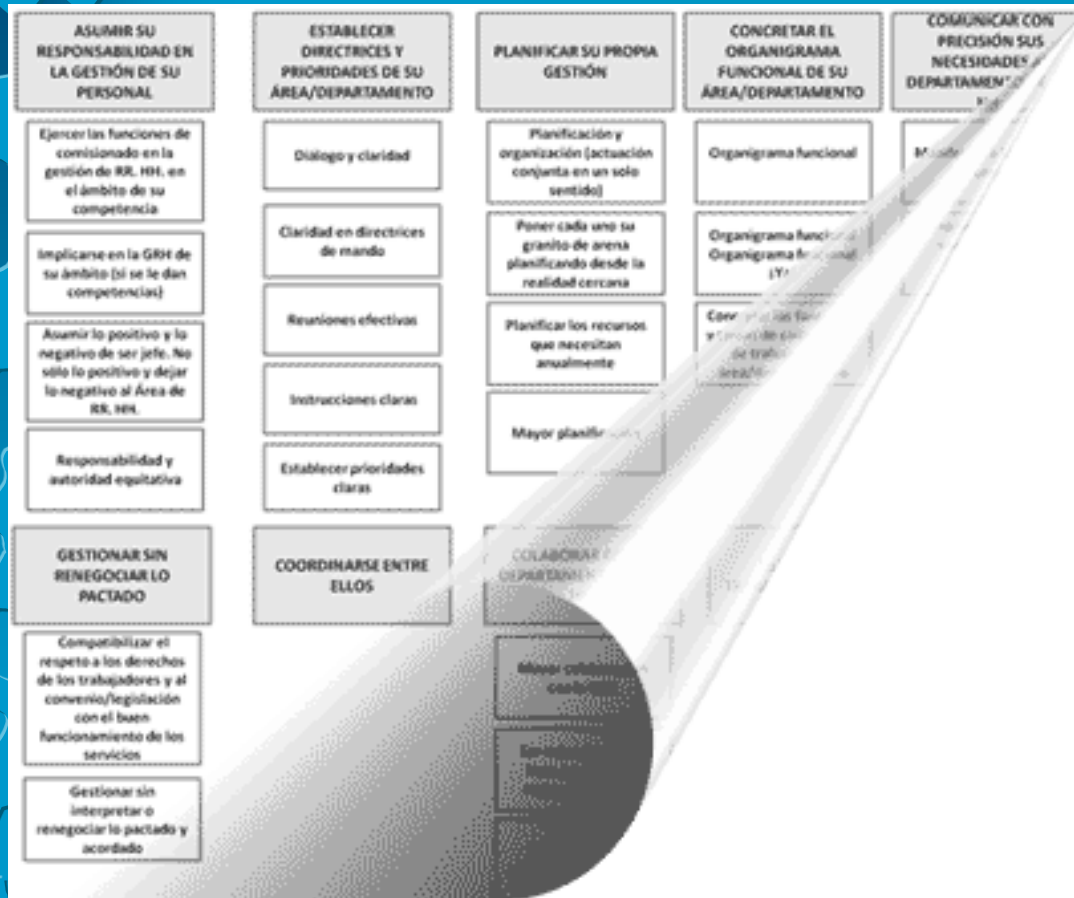 ASUMIR SU
RESPONSABILIDAD EN
LA GESTIÓN DE SU
PERSONAL
Ejercer las funciones de
comisionado en la
gestión de RR. HH. en
el ámbito de su
competencia
Implicarse en la GRH de
su ámbito (si se le dan
competencias)
Asumir lo positivo y lo
negativo de ser jefe. No
sólo lo positivo y dejar
lo negativo al Área de
RR. HH.
Responsabilidad y
autoridad equitativa
ESTABLECER
DIRECTRICES Y
PRIORIDADES DE SU
ÁREA/DEPARTAMENTO
Diálogo y claridad
Claridad en directrices
de mando
Reuniones efectivas
Instrucciones claras
Establecer prioridades
claras
PLANIFICAR SU PROPIA
GESTIÓN
Planificación y
organización (actuación
conjunta en un solo
sentido)
Poner cada uno su
granito de arena
planificando desde la
realidad cercana
Planificar los recursos
que necesitan
anualmente
Mayor
CONCRETAR EL
ORGANIGRAMA
FUNCIONAL DE SU
ÁREA/DEPARTAMENTO
Organigrama funcional
Organigrama funcional
Organigrama funcional
COMUNICAR CON
PRECISIÓN SUS
NECESIDADES
GESTIONAR SIN
RENEGOCIAR LO
PACTADO
Compatibilizar el
respeto a los derechos
de los trabajadores y al
convenio/legislación
con el buen
funcionamiento de los
servicios
Gestionar sin
interpretar o
renegociar lo pactado y
acordado
COORDINARSE ENTRE
ELLOS
COLABORAR